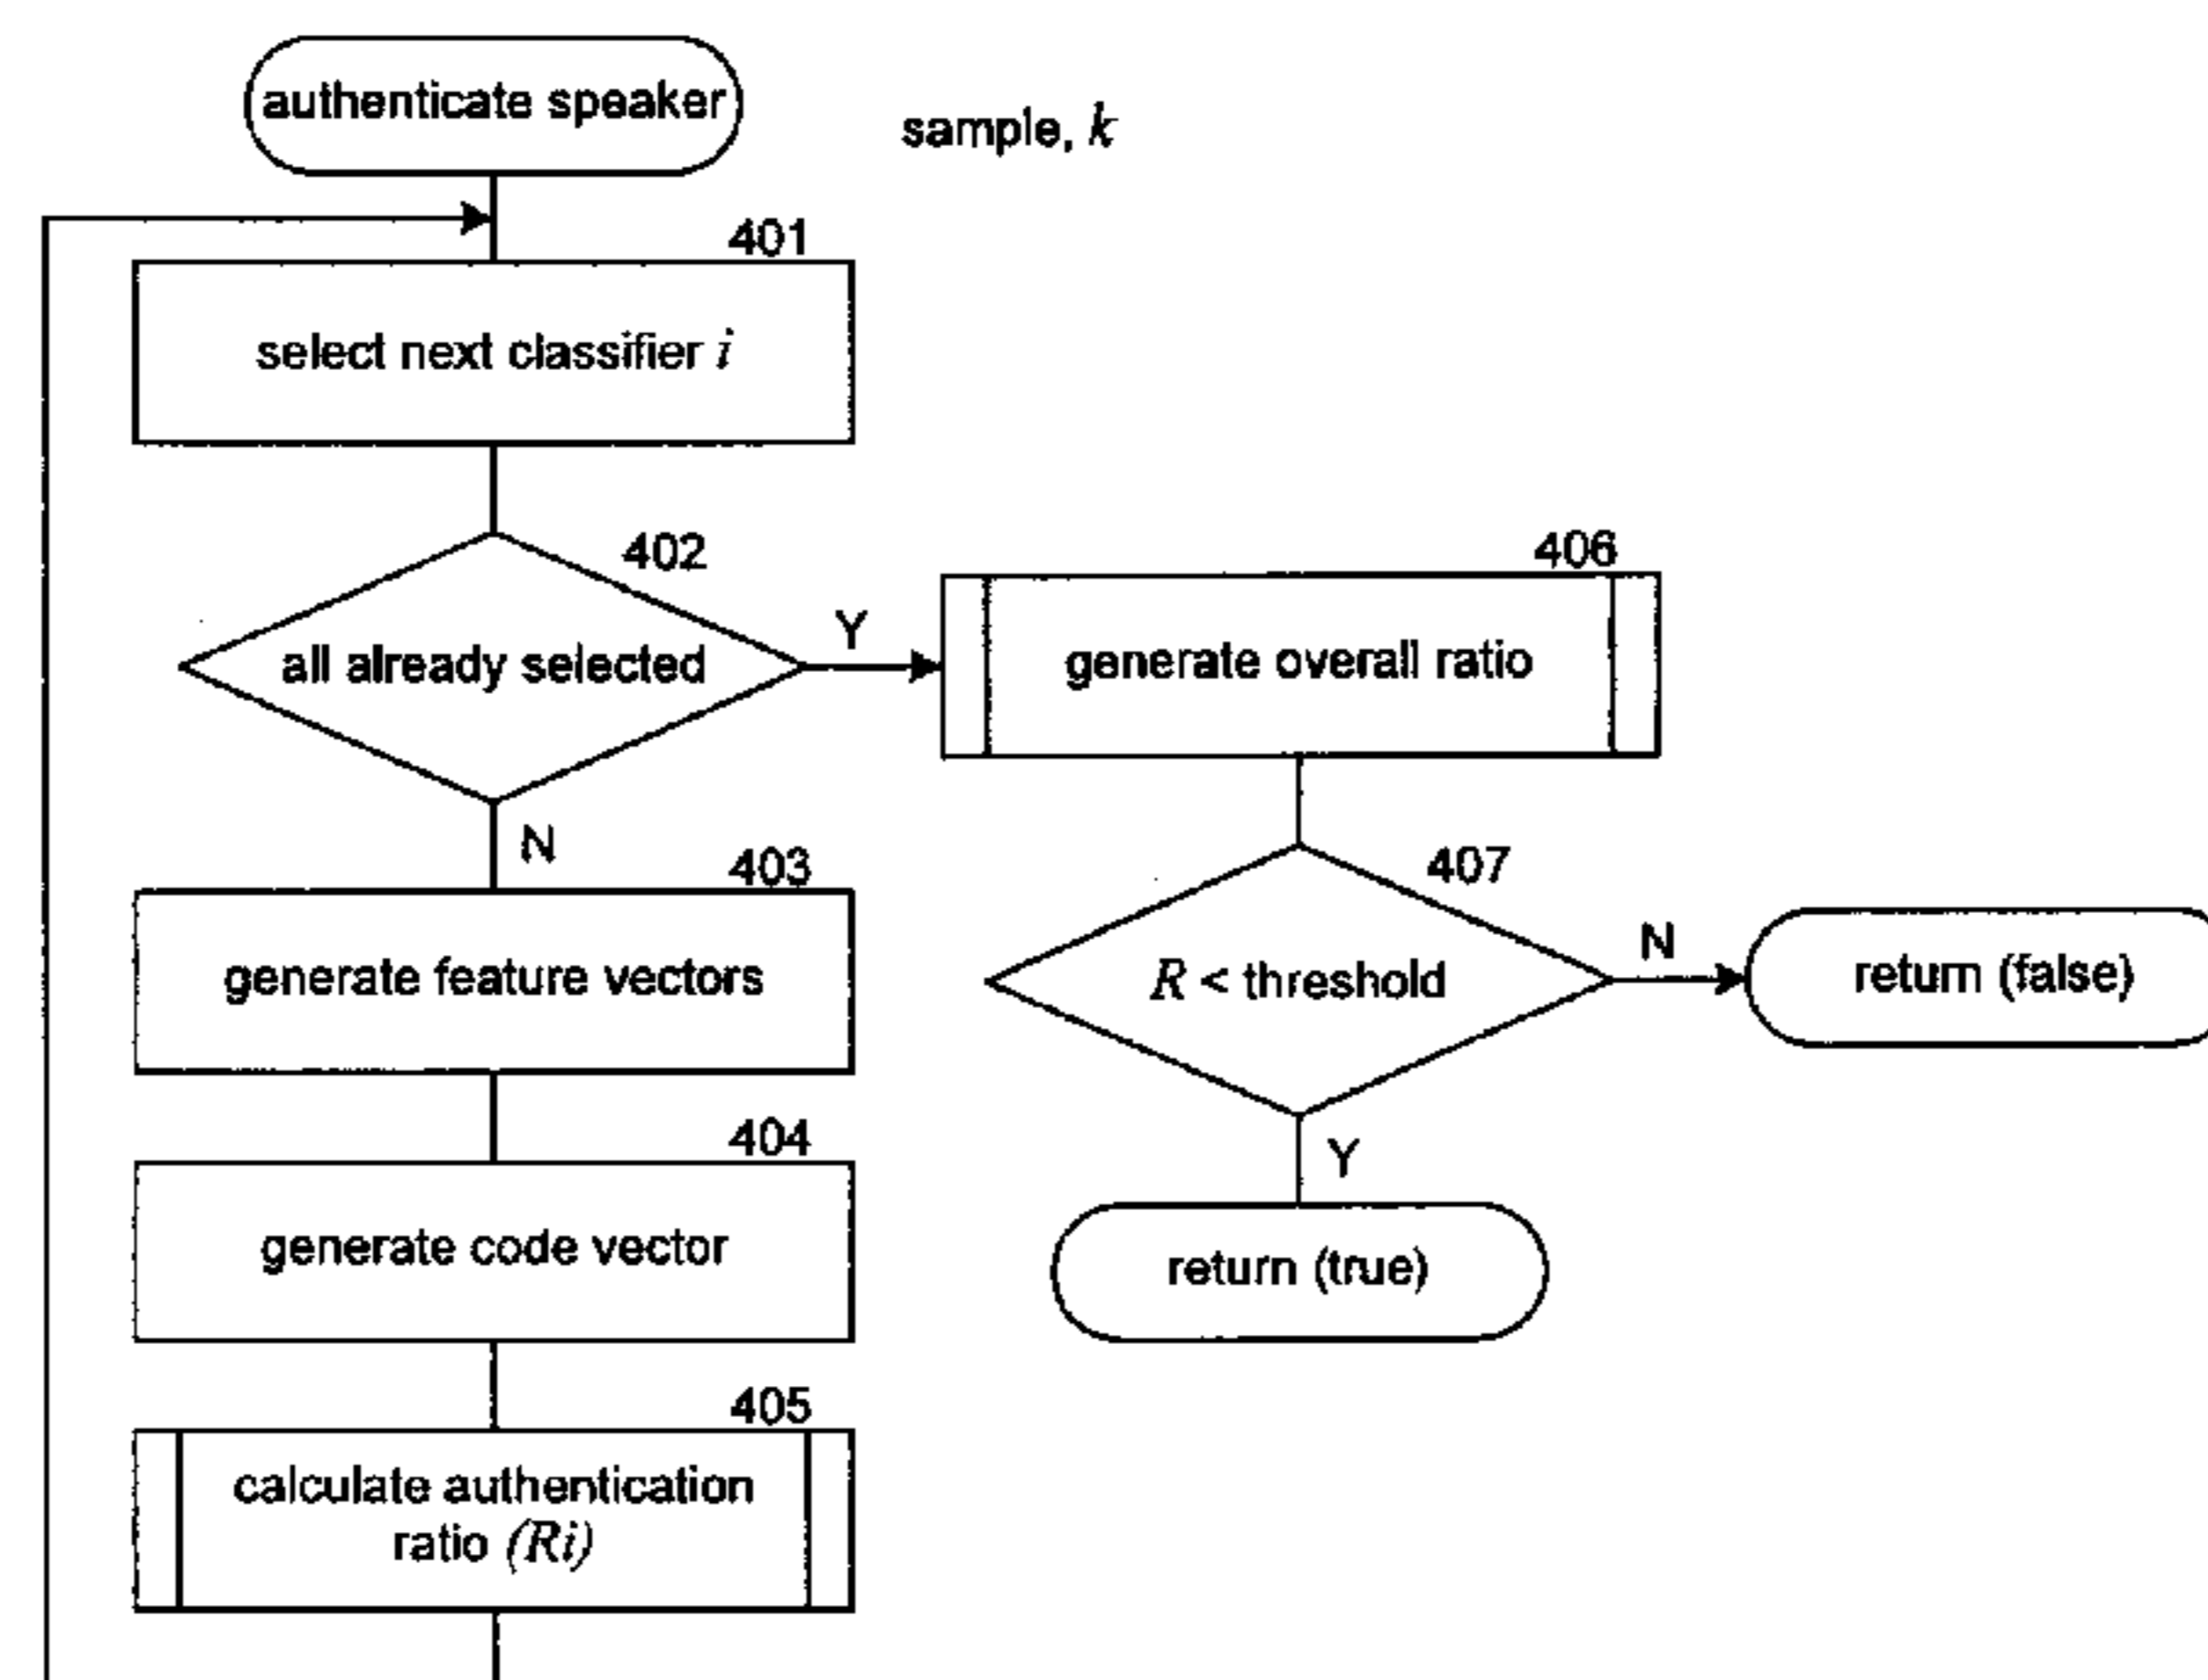 authenticate speaker
sample, k
401
select next classifier i
402
all already selected
Y
406
generate overall ratio
N
403
generate feature vectors
407
R < threshold
N
return (false)
404
generate code vector
Y
return (true)
405
calculate authentication
ratio (Ri)